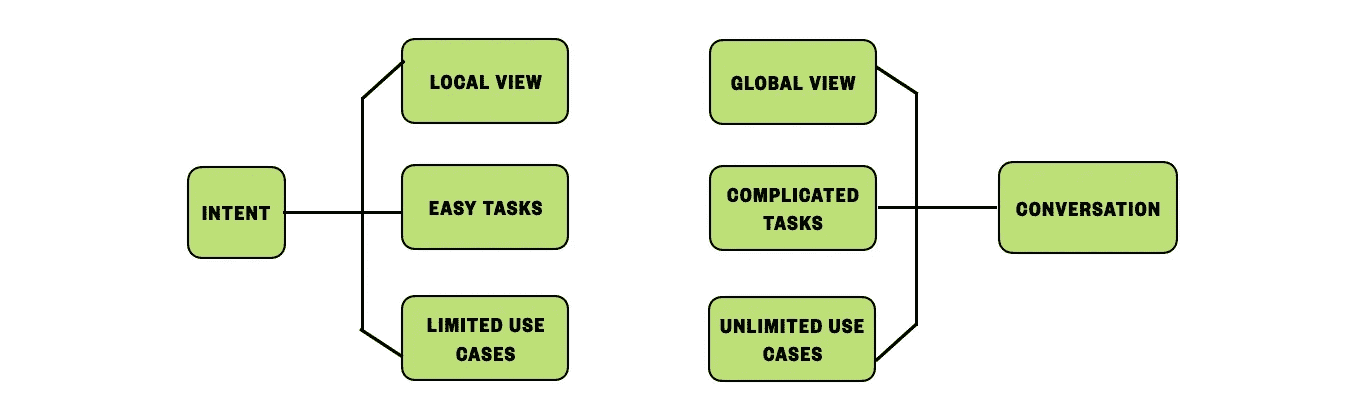 LOCAL VIEW
GLOBAL VIEW
INTENT
EASY TASKS
COMPLICATED
TASKS
CONVERSATION
LIMITED USE
CASES
UNLIMITED USE
CASES